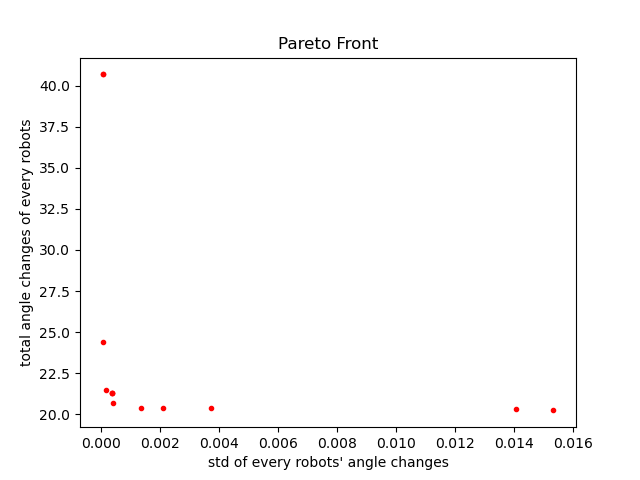 Pareto Front
total angle changes of every robots
40.0
37.5
35.0
32.5
30.0
27.5
25.0
22.5
20.0
0.000 0.002 0.004 0.006 0.008 0.010 0.012 0.014 0.016
std of every robots' angle changes